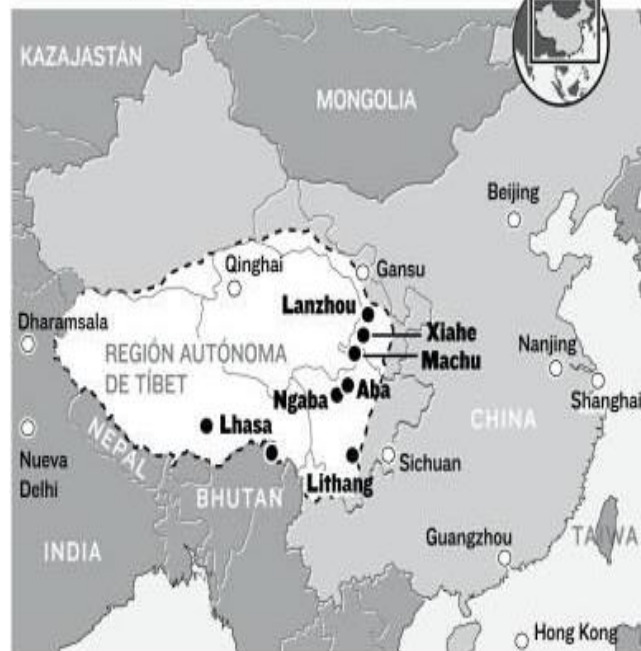 KAZAJASTÁN
MONGOLIA
Beijing
Qinghai
Gansu
Lanzhou
Dharamsala
Xiahe
REGIÓN AUTÓNOMA
DE TÍBET
Machu
Nanjing
Aba
Ngaba
Shanghai
Lhasa
CHINA
NEPAL
Nueva
Delhi
Sichuan
Lithang
BHUTAN
Guangzhou
TAIWA
INDIA
Hong Kong